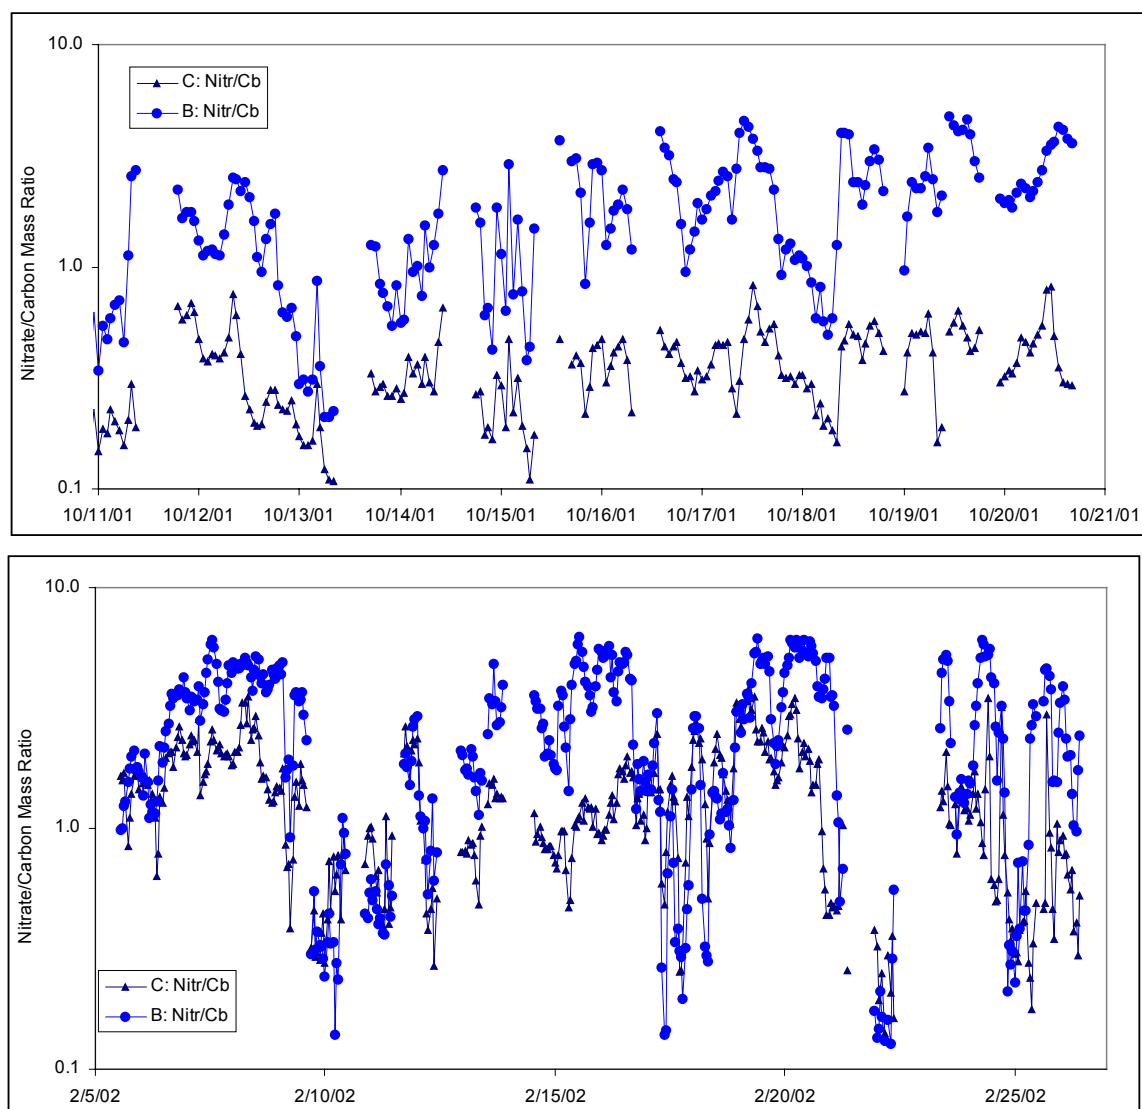 10.0
C: Nitr/Cb
B: Nitr/Cb
Nitrate/Carbon Mass Ratio
1.0
0.1
10/11/01 10/12/01 10/13/01 10/14/01 10/15/01 10/16/01 10/17/01 10/18/01 10/19/01 10/20/01 10/21/01
10.0
Nitrate/Carbon Mass Ratio
1.0
C: Nitr/Cb
B: Nitr/Cb
0.1
2/5/02 2/10/02 2/15/02 2/20/02 2/25/02